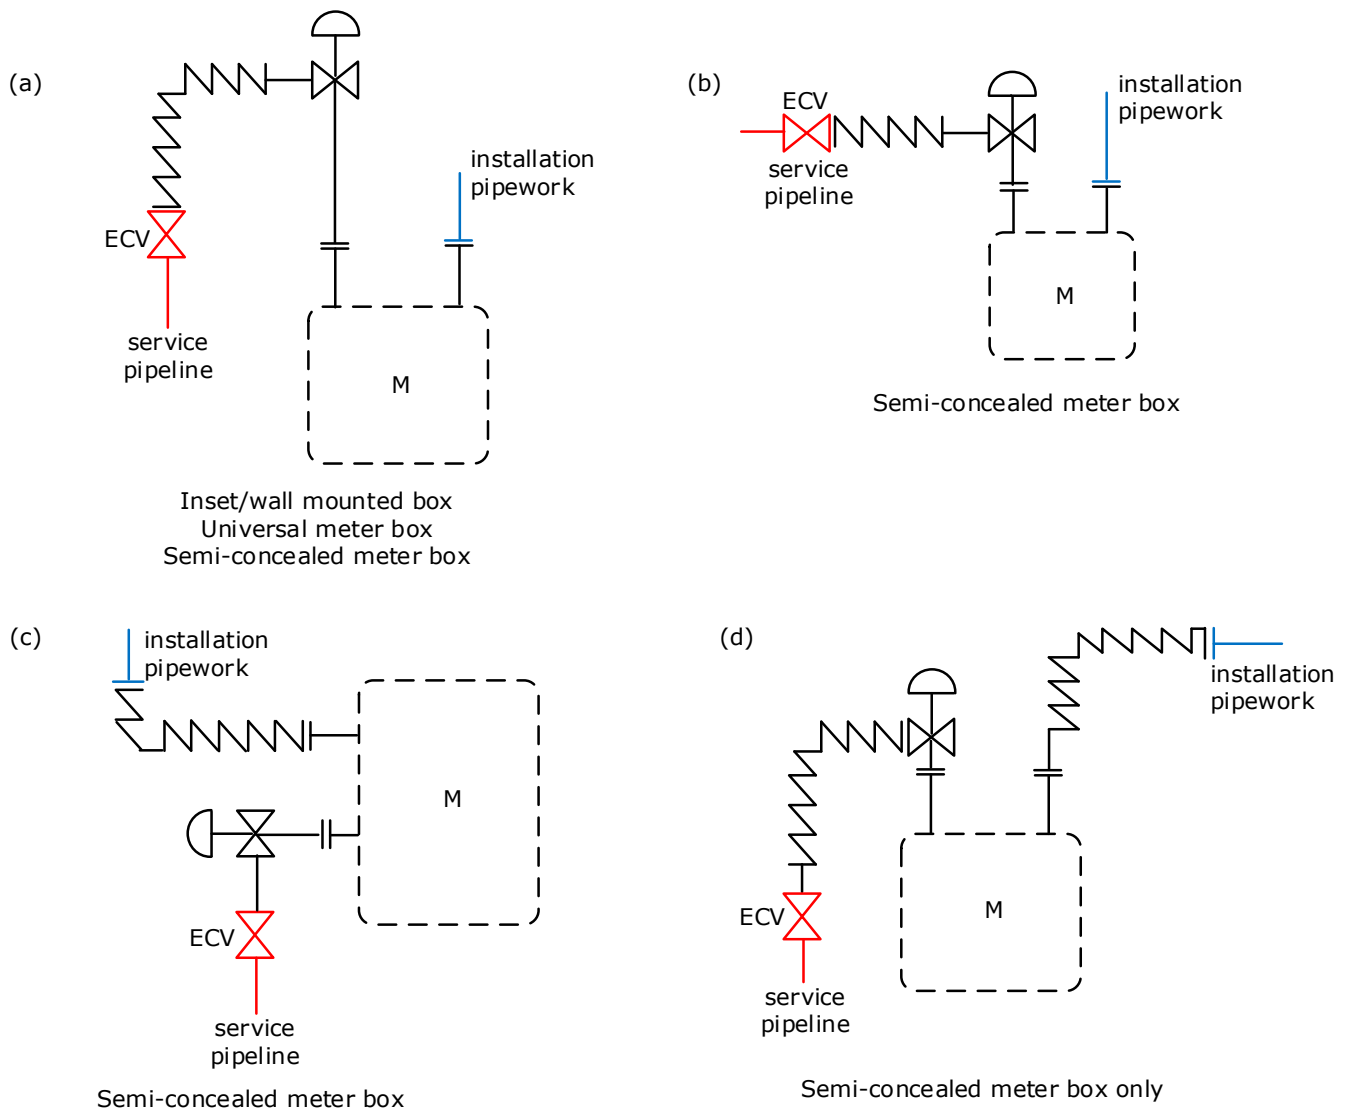 (a)
ECV
service
pipeline
installation
pipework
M
Inset/wall mounted box
Universal meter box
Semi-concealed meter box
(b)
ECV
service
pipeline
installation
pipework
M
Semi-concealed meter box
(c)
installation
pipework
M
ECV
service
pipeline
Semi-concealed meter box
(d)
installation
pipework
ECV
M
service
pipeline
Semi-concealed meter box only